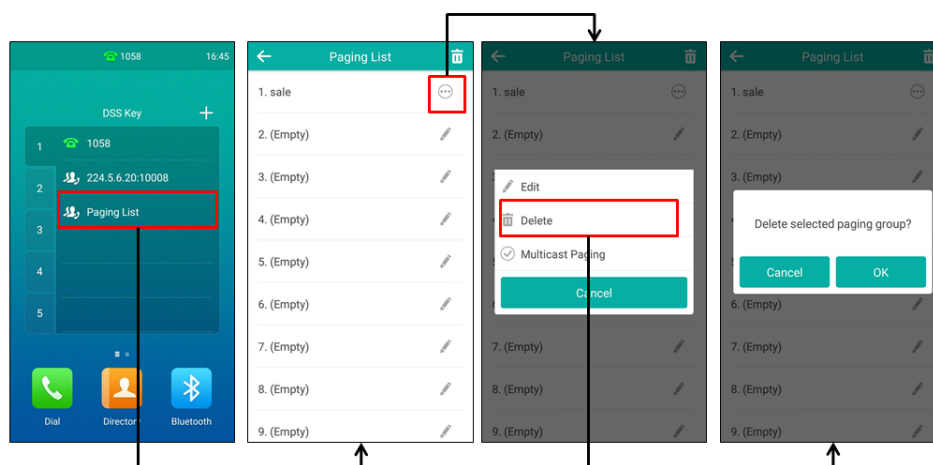 1058 16:45
DSS Key
1 1058
2 224.5.6.20:10008
Paging List
3
4
5
Dial Directory Bluetooth
Paging List
1. sale
2. (Empty)
3. (Empty)
4. (Empty)
5. (Empty)
6. (Empty)
7. (Empty)
8. (Empty)
9. (Empty)
Paging List
1. sale
2. (Empty)
Edit
Delete
Multicast Paging
Cancel
7. (Empty)
8. (Empty)
9. (Empty)
Paging List
1. sale
2. (Empty)
3. (Empty)
Delete selected paging group?
Cancel OK
6. (Empty)
7. (Empty)
8. (Empty)
9. (Empty)